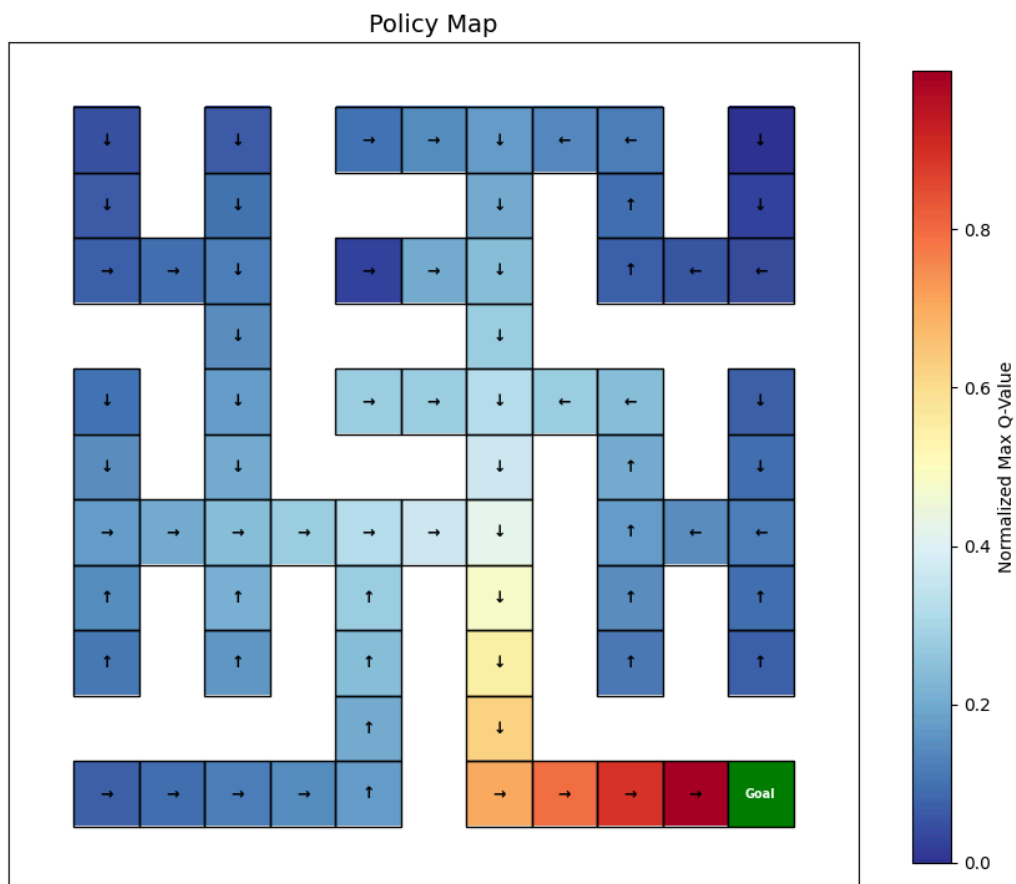 Policy Map
↓ ↓ → → ↓ ← ← ↓
↓ ↓ ↓ ↑ ↓
→ → ↓ → → ↓ ↑ ← ←
↓ ↓
↓ ↓ → → ↓ ← ← ↓
↓ ↓ ↓ ↑ ↓
→ → → → → → ↓ ↑ ← ←
↑ ↑ ↑ ↓ ↑ ↑
↑ ↑ ↑ ↓ ↑ ↑
↑ ↓
→ → → → ↑ → → → → Goal
0.8
0.6
0.4
0.2
0.0
Normalized Max Q-Value